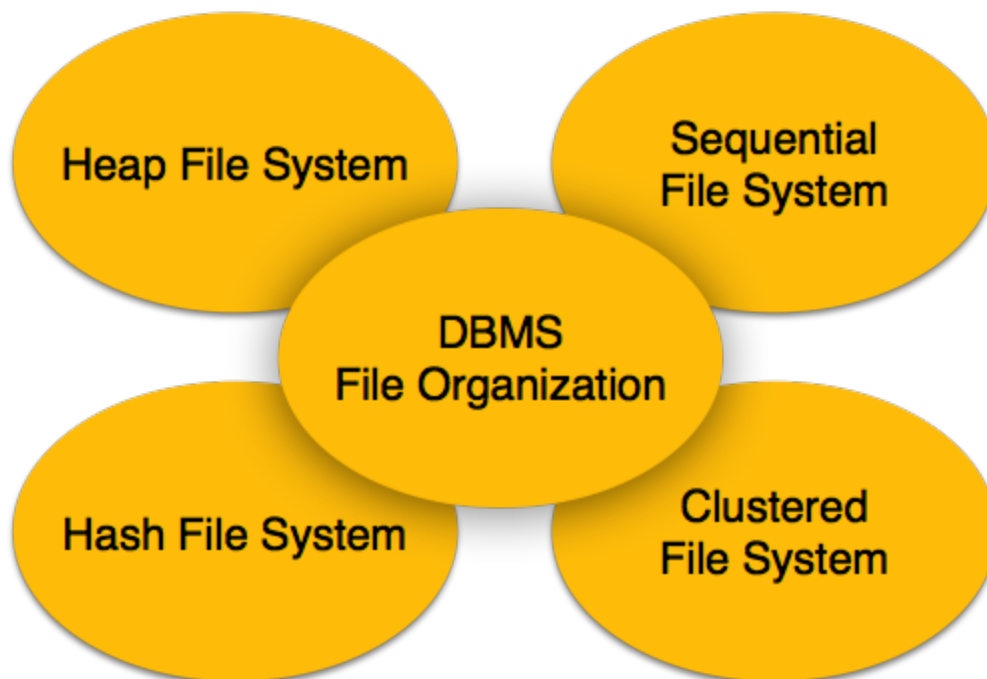 Heap File System
Sequential
File System
DBMS
File Organization
Hash File System
Clustered
File System